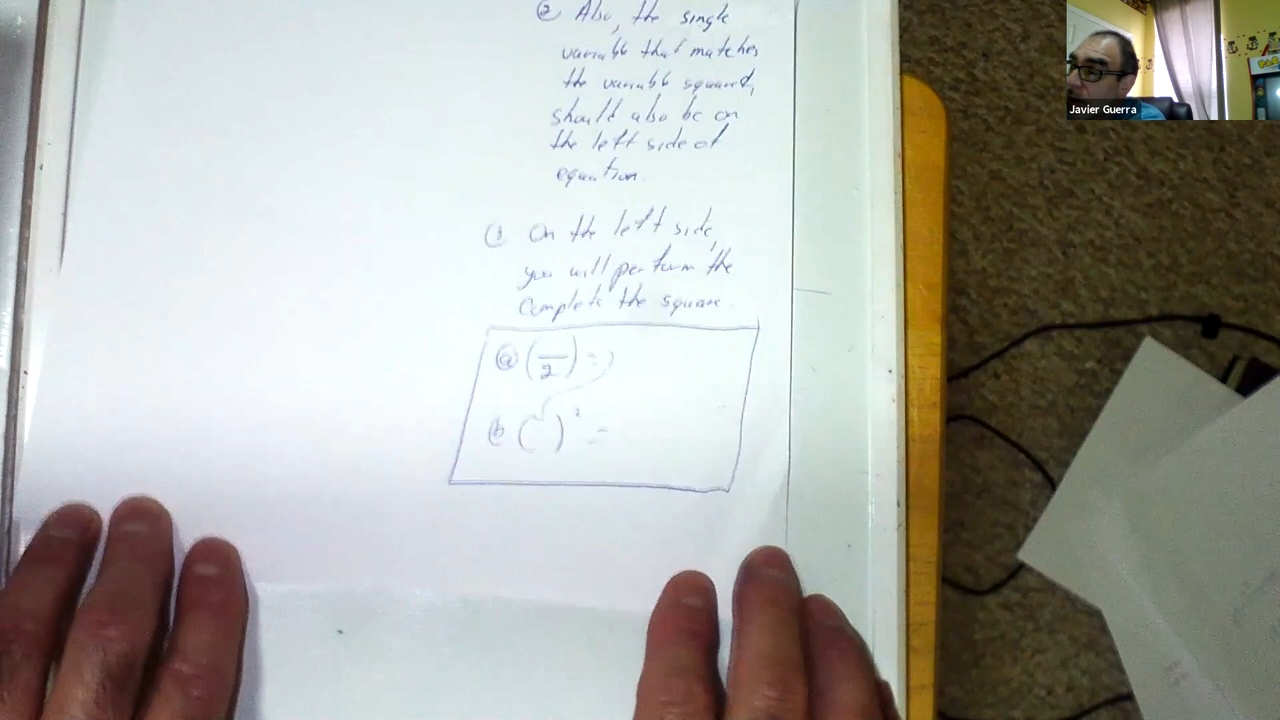 ② Also, the single
variable that matches
the variable squared,
should also be on
the left side of
equation.
③ On the left side,
you will perform the
complete the square.
ⓐ ( /2) =
ⓑ ( )² =
Javier Guerra